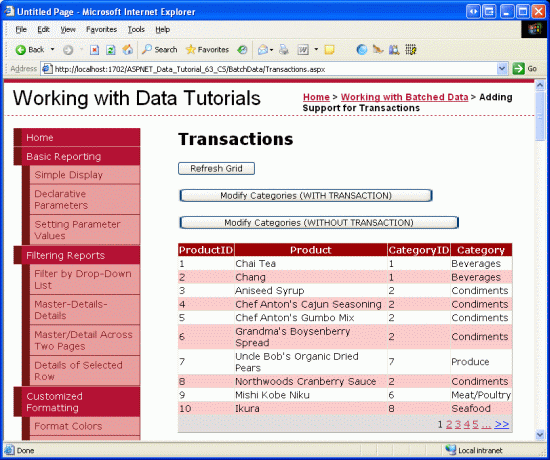 Untitled Page - Microsoft Internet Explorer
File Edit View Favorites Tools Help
Back Search Favorites
Address http://localhost:1702/ASPNET_Data_Tutorial_63_CS/BatchData/Transactions.aspx Go
Working with Data Tutorials
Home > Working with Batched Data > Adding
Support for Transactions
Home
Basic Reporting
Simple Display
Declarative
Parameters
Setting Parameter
Values
Filtering Reports
Filter by Drop-Down
List
Master-Details-
Details
Master/Detail Across
Two Pages
Details of Selected
Row
Customized
Formatting
Format Colors
Transactions
Refresh Grid
Modify Categories (WITH TRANSACTION)
Modify Categories (WITHOUT TRANSACTION)
ProductID Product CategoryID Category
1 Chai Tea 1 Beverages
2 Chang 1 Beverages
3 Aniseed Syrup 2 Condiments
4 Chef Anton's Cajun Seasoning 2 Condiments
5 Chef Anton's Gumbo Mix 2 Condiments
6 Grandma's Boysenberry
Spread 2 Condiments
7 Uncle Bob's Organic Dried
Pears 7 Produce
8 Northwoods Cranberry Sauce 2 Condiments
9 Mishi Kobe Niku 6 Meat/Poultry
10 Ikura 8 Seafood
1 2 3 4 5 ... >>
Done Local intranet